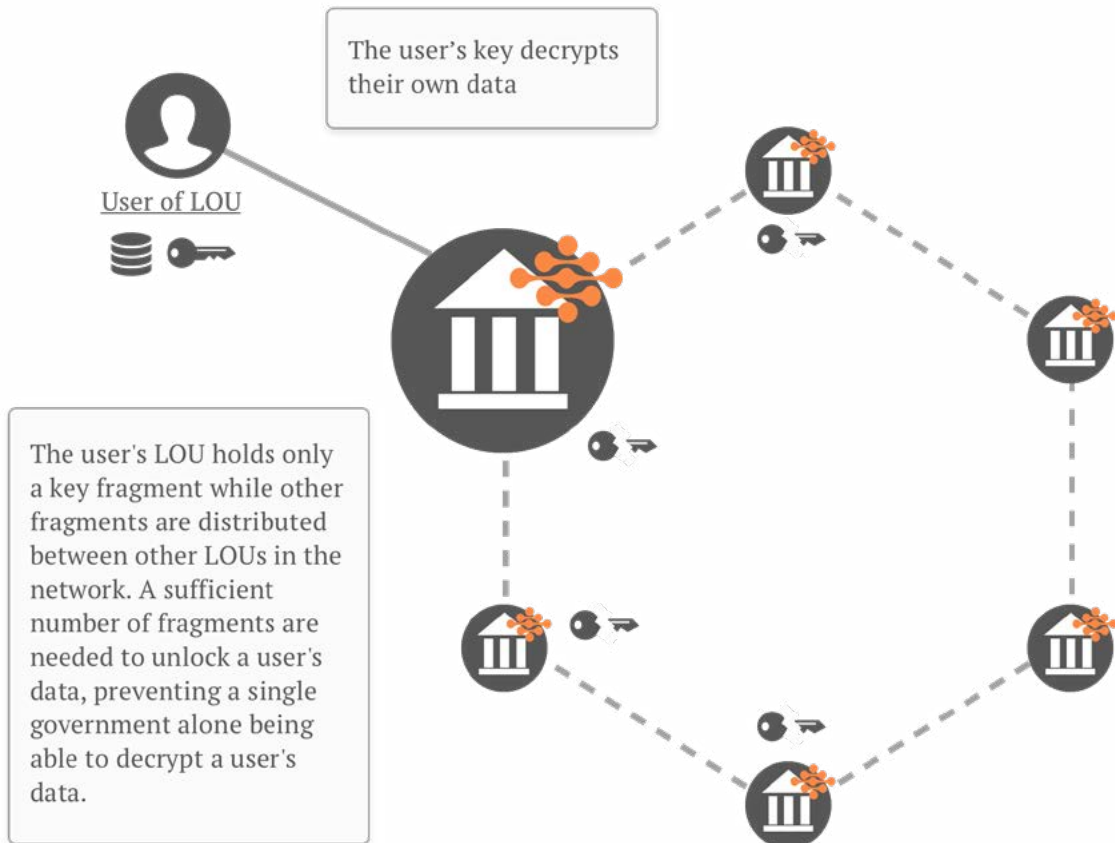 The user’s key decrypts
their own data
User of LOU
The user's LOU holds only
a key fragment while other
fragments are distributed
between other LOUs in the
network. A sufficient
number of fragments are
needed to unlock a user's
data, preventing a single
government alone being
able to decrypt a user's
data.